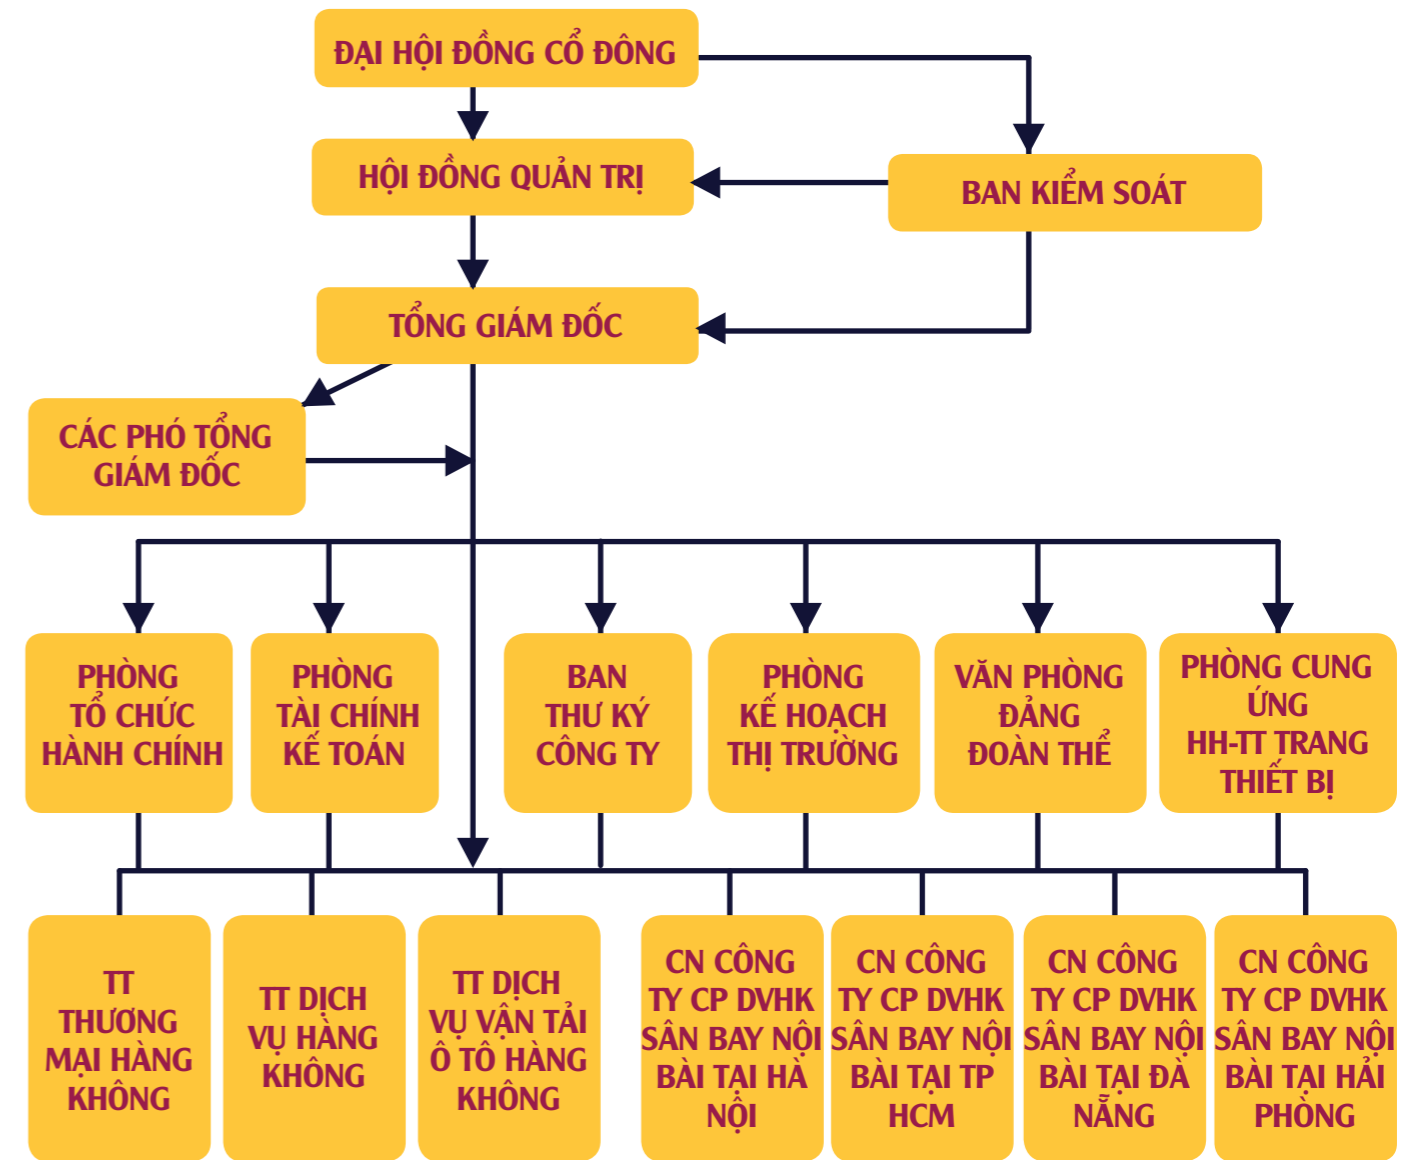 ĐẠI HỘI ĐỒNG CỔ ĐÔNG
HỘI ĐỒNG QUẢN TRỊ
BAN KIỂM SOÁT
TỔNG GIÁM ĐỐC
CÁC PHÓ TỔNG
GIÁM ĐỐC
PHÒNG
TỔ CHỨC
HÀNH CHÍNH
PHÒNG
TÀI CHÍNH
KẾ TOÁN
BAN
THƯ KÝ
CÔNG TY
PHÒNG
KẾ HOẠCH
THỊ TRƯỜNG
VĂN PHÒNG
ĐẢNG
ĐOÀN THỂ
PHÒNG CUNG
ỨNG
HH-TT TRANG
THIẾT BỊ
TT
THƯƠNG
MẠI HÀNG
KHÔNG
TT DỊCH
VỤ HÀNG
KHÔNG
TT DỊCH
VỤ VẬN TẢI
Ô TÔ HÀNG
KHÔNG
CN CÔNG
TY CP DVHK
SÂN BAY NỘI
BÀI TẠI HÀ
NỘI
CN CÔNG
TY CP DVHK
SÂN BAY NỘI
BÀI TẠI TP
HCM
CN CÔNG
TY CP DVHK
SÂN BAY NỘI
BÀI TẠI ĐÀ
NẴNG
CN CÔNG
TY CP DVHK
SÂN BAY NỘI
BÀI TẠI HẢI
PHÒNG